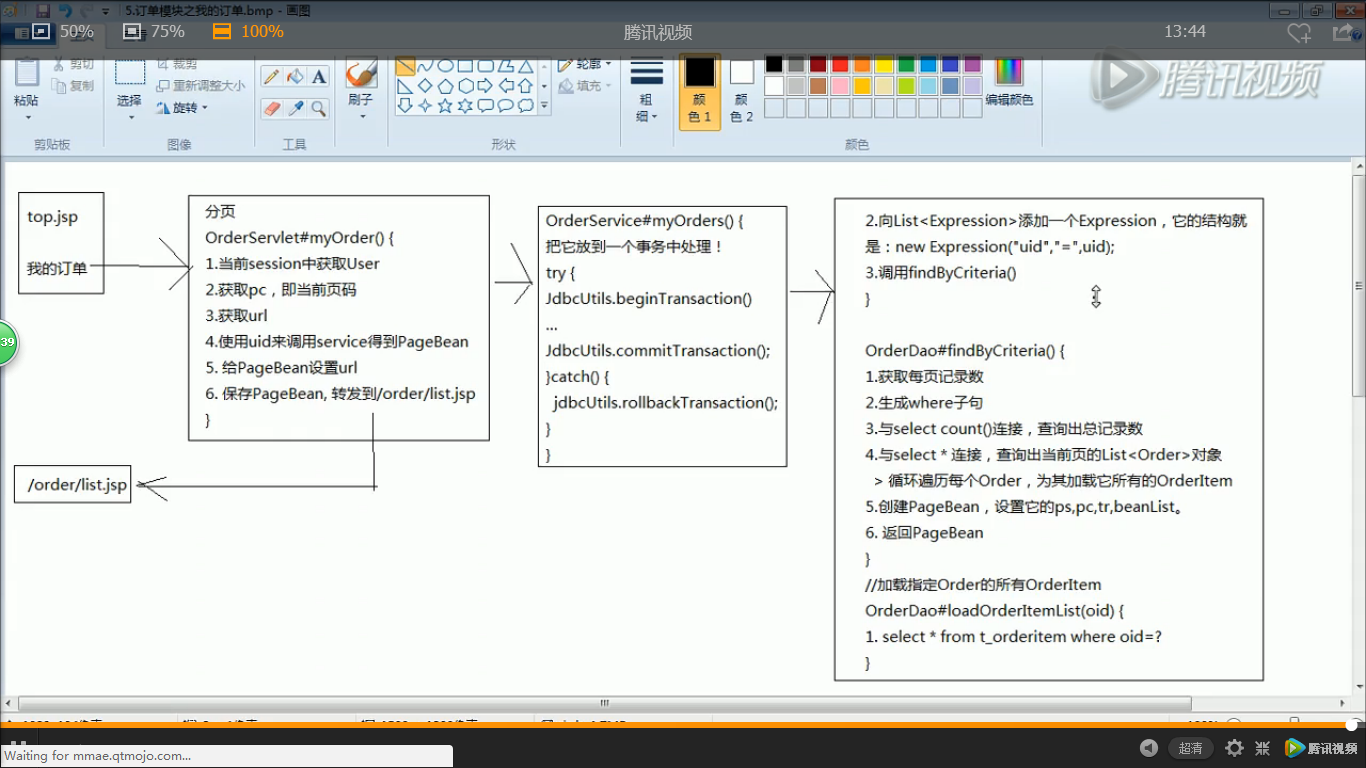 5.订单模块之我的订单.bmp - 画图
50%
75%
100%
腾讯视频
13:44
粘贴
剪切
复制
剪贴板
选择
裁剪
重新调整大小
旋转
图像
A
工具
刷子
轮廓
填充
形状
粗
细
颜
色 1
颜
色 2
编辑颜色
颜色
腾讯视频
top.jsp
我的订单
分页
OrderServlet#myOrder() {
1.当前session中获取User
2.获取pc，即当前页码
3.获取url
4.使用uid来调用service得到PageBean
5. 给PageBean设置url
6. 保存PageBean, 转发到/order/list.jsp
}
/order/list.jsp
OrderService#myOrders() {
把它放到一个事务中处理！
try {
JdbcUtils.beginTransaction()
...
JdbcUtils.commitTransaction();
}catch() {
jdbcUtils.rollbackTransaction();
}
}
2.向List<Expression>添加一个Expression，它的结构就
是：new Expression("uid","=",uid);
3.调用findByCriteria()
}
OrderDao#findByCriteria() {
1.获取每页记录数
2.生成where子句
3.与select count()连接，查询出总记录数
4.与select * 连接，查询出当前页的List<Order>对象
> 循环遍历每个Order，为其加载它所有的OrderItem
5.创建PageBean，设置它的ps,pc,tr,beanList。
6. 返回PageBean
}
//加载指定Order的所有OrderItem
OrderDao#loadOrderItemList(oid) {
1. select * from t_orderitem where oid=?
}
39
Waiting for mmae.qtmojo.com...
超清
腾讯视频